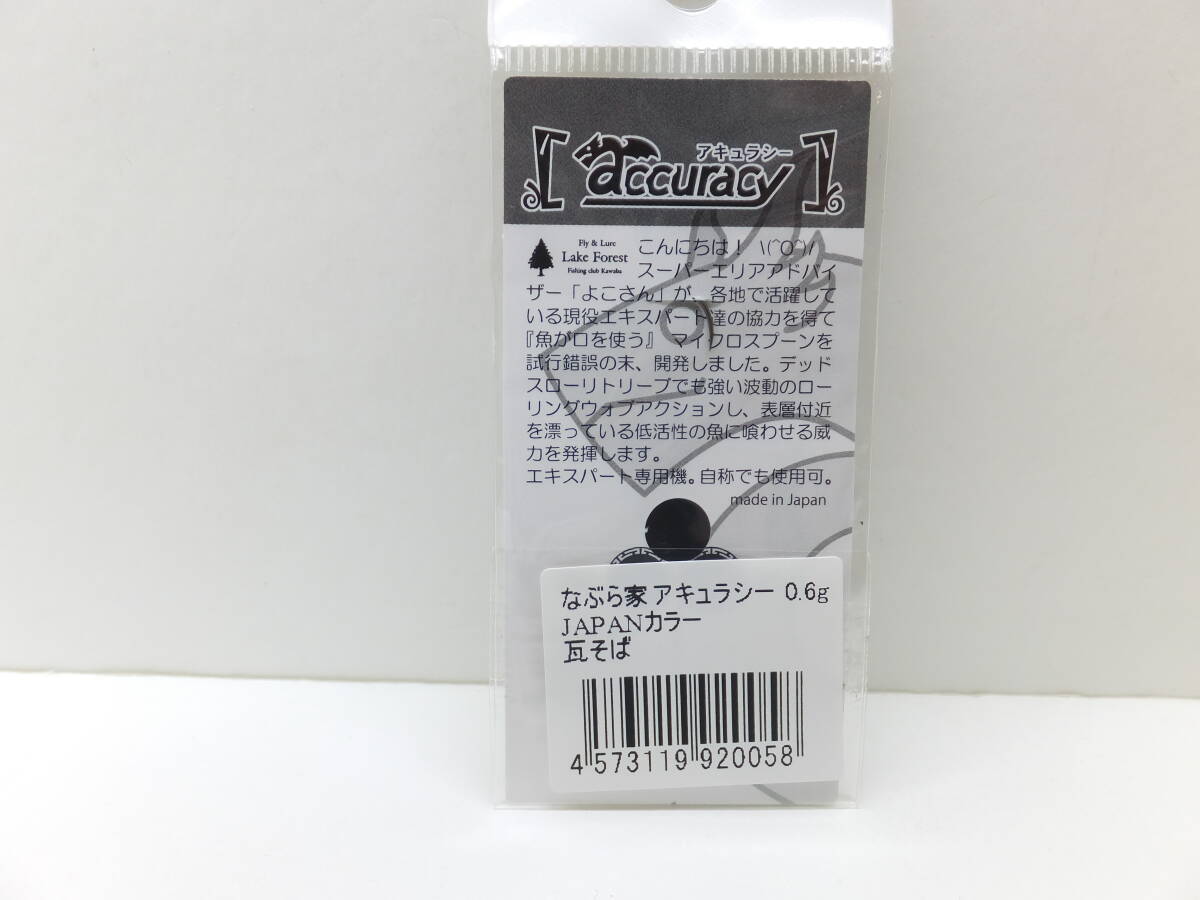 アキュラシー
accuracy
Fly & Lure
Lake Forest
Fishing club Kawaba
こんにちは！ \(^O^)/
スーパーエリアアドバイ
ザー「よこさん」が、各地で活躍して
いる現役エキスパート達の協力を得て
『魚が口を使う』 マイクロスプーンを
試行錯誤の末、開発しました。デッド
スローリトリーブでも強い波動のロー
リングウォブアクションし、表層付近
を漂っている低活性の魚に喰わせる威
力を発揮します。
エキスパート専用機。自称でも使用可。
made in Japan
なぶら家 アキュラシー 0.6g
JAPANカラー
瓦そば
4 573119 920058